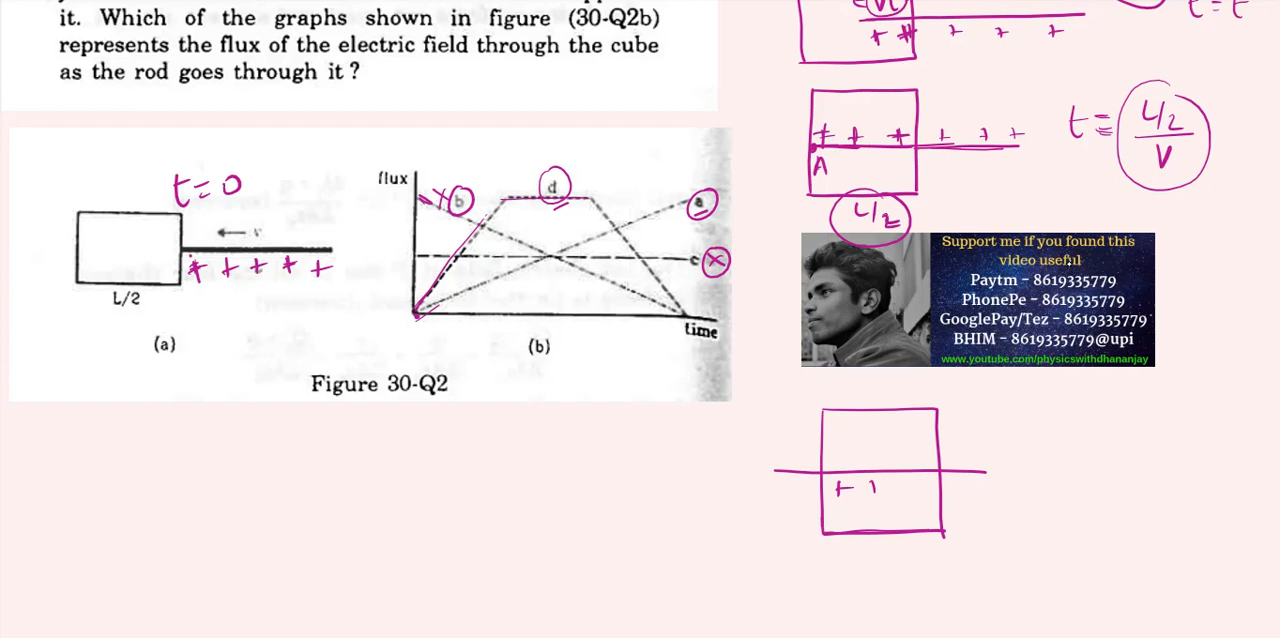 it. Which of the graphs shown in figure (30-Q2b)
represents the flux of the electric field through the cube
as the rod goes through it ?
t = t
+ + + + +
+ + + + + +
A
L/2
t = L/2 / V
t = 0
v
+ + + + +
L/2
(a)
flux
b
d
a
c
time
(b)
Figure 30-Q2
Support me if you found this
video useful
Paytm - 8619335779
PhonePe - 8619335779
GooglePay/Tez - 8619335779
BHIM - 8619335779@upi
www.youtube.com/physicswithdhananjay
+